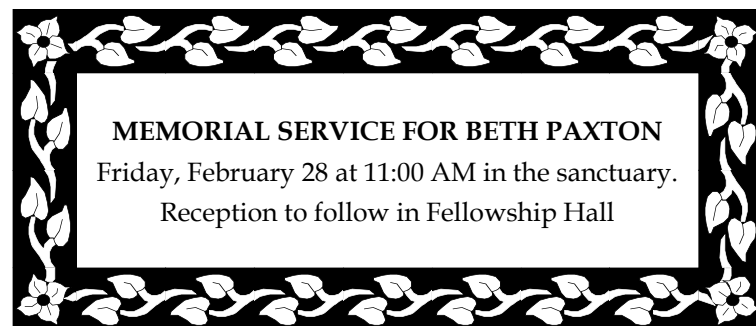 MEMORIAL SERVICE FOR BETH PAXTON
Friday, February 28 at 11:00 AM in the sanctuary.
Reception to follow in Fellowship Hall